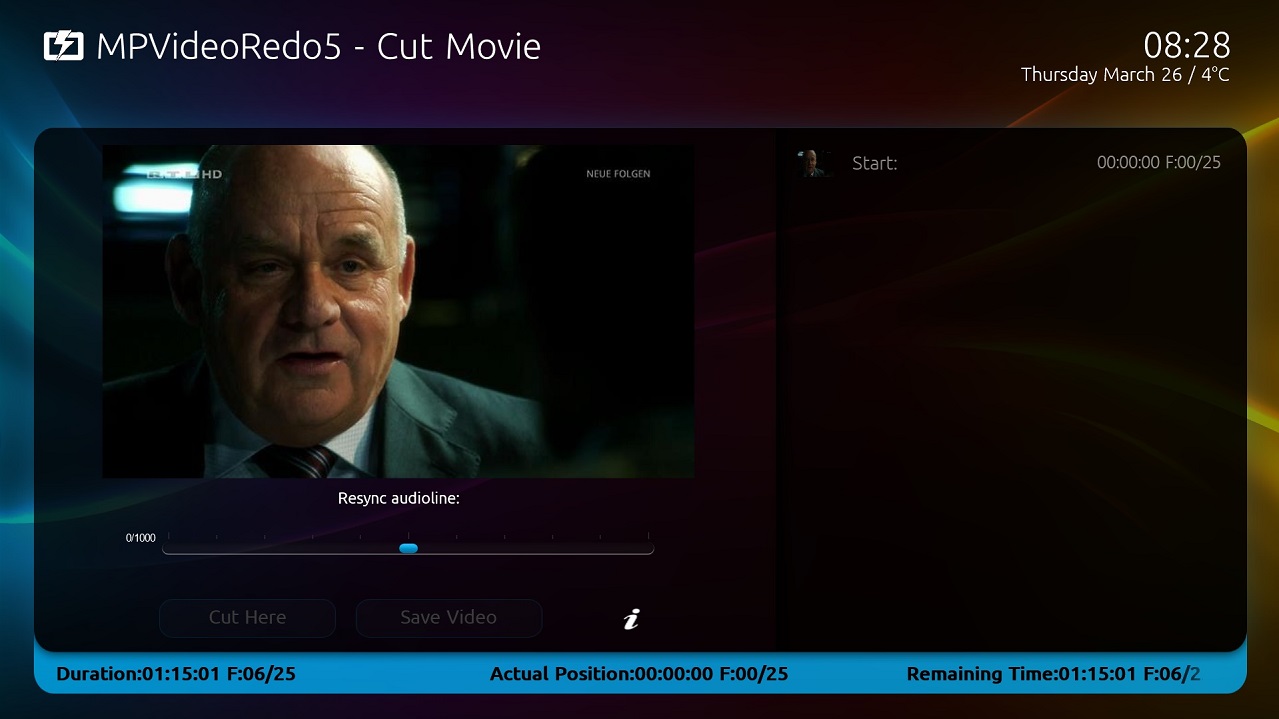 MPVideoRedo5 - Cut Movie
08:28
Thursday March 26 / 4°C
RTL HD
NEUE FOLGEN
Start:
00:00:00 F:00/25
Resync audioline:
0/1000
Cut Here
Save Video
i
Duration:01:15:01 F:06/25
Actual Position:00:00:00 F:00/25
Remaining Time:01:15:01 F:06/2